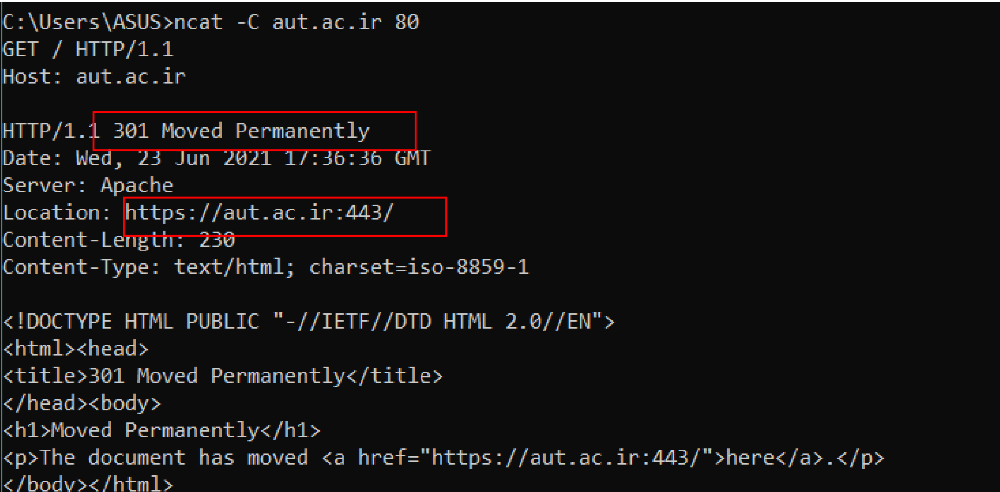 C:\Users\ASUS>ncat -C aut.ac.ir 80
GET / HTTP/1.1
Host: aut.ac.ir
HTTP/1.1 301 Moved Permanently
Date: Wed, 23 Jun 2021 17:36:36 GMT
Server: Apache
Location: https://aut.ac.ir:443/
Content-Length: 230
Content-Type: text/html; charset=iso-8859-1
<!DOCTYPE HTML PUBLIC "-//IETF//DTD HTML 2.0//EN">
<html><head>
<title>301 Moved Permanently</title>
</head><body>
<h1>Moved Permanently</h1>
<p>The document has moved <a href="https://aut.ac.ir:443/">here</a>.</p>
</body></html>